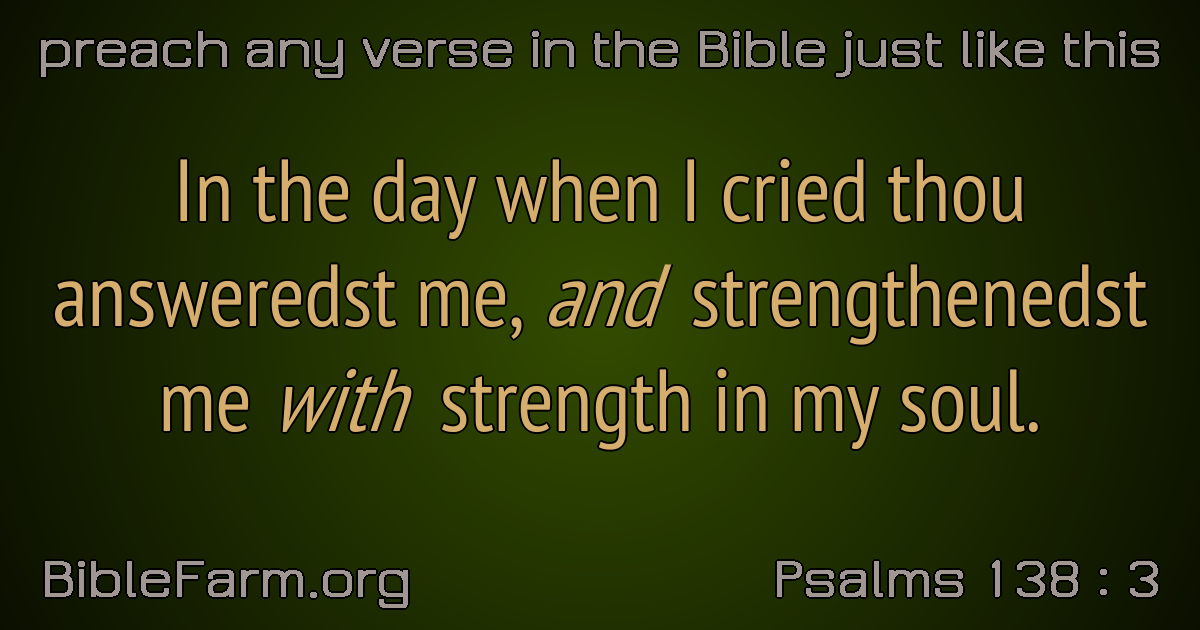 preach any verse in the Bible just like this
In the day when I cried thou
answeredst me, and strengthenedst
me with strength in my soul.
BibleFarm.org
Psalms 138 : 3